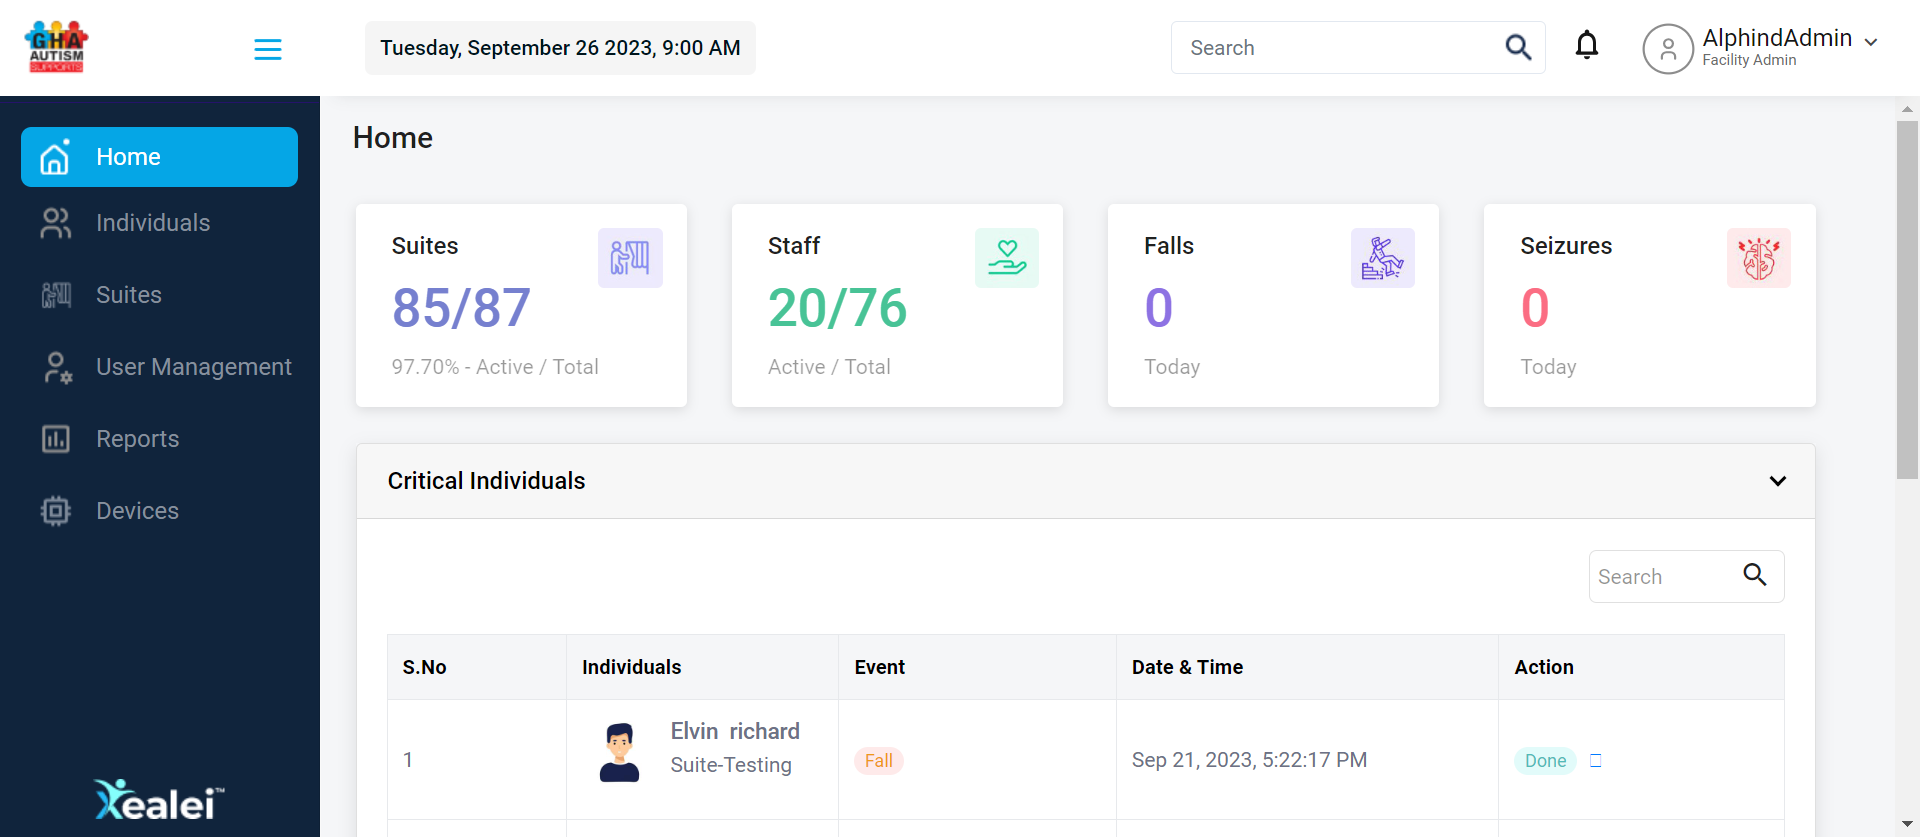 GHA
AUTISM
SUPPORTS
Tuesday, September 26 2023, 9:00 AM
Search
AlphindAdmin
Facility Admin
Home
Individuals
Suites
User Management
Reports
Devices
Xealei™
Home
Suites
85/87
97.70% - Active / Total
Staff
20/76
Active / Total
Falls
0
Today
Seizures
0
Today
Critical Individuals
Search
S.No Individuals Event Date & Time Action
1 Elvin richard Fall Sep 21, 2023, 5:22:17 PM Done
Suite-Testing